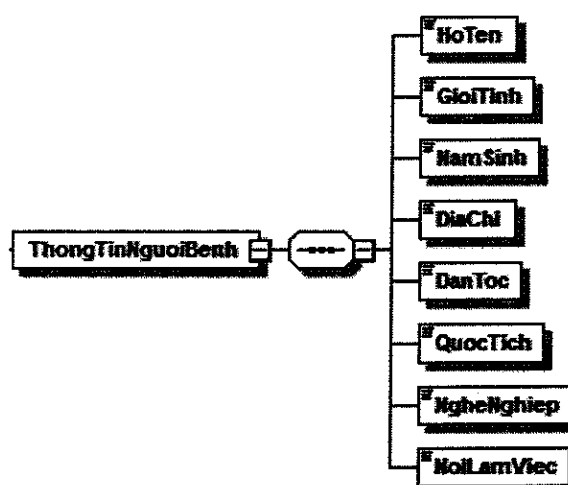 HoTen
GioiTinh
NamSinh
DiaChi
ThongTinNguoiBenh
DanToc
QuocTich
NgheNghiep
NoiLamViec